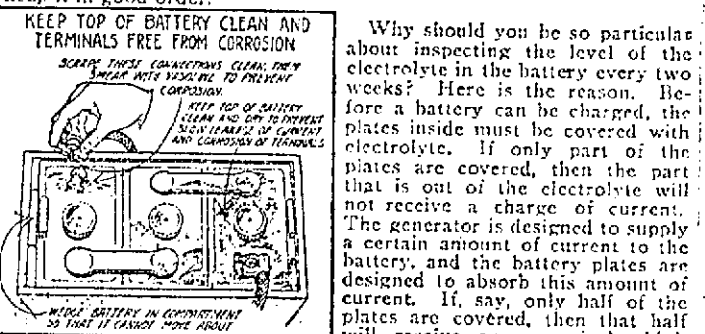 keep it in good order.
KEEP TOP OF BATTERY CLEAN AND
TERMINALS FREE FROM CORROSION
SCRAPE THESE CONNECTIONS CLEAN, THEN
SMEAR WITH VASELINE TO PREVENT
CORROSION.
KEEP TOP OF BATTERY
CLEAN AND DRY TO PREVENT
SLOW LEAKAGE OF CURRENT
AND CORROSION OF TERMINALS
WEDGE BATTERY IN COMPARTMENT
SO THAT IT CANNOT MOVE ABOUT
Why should you be so particular
about inspecting the level of the
electrolyte in the battery every two
weeks? Here is the reason. Be-
fore a battery can be charged, the
plates inside must be covered with
electrolyte. If only part of the
plates are covered, then the part
that is out of the electrolyte will
not receive a charge of current.
The generator is designed to supply
a certain amount of current to the
battery, and the battery plates are
designed to absorb this amount of
current. If, say, only half of the
plates are covered, then that half
will